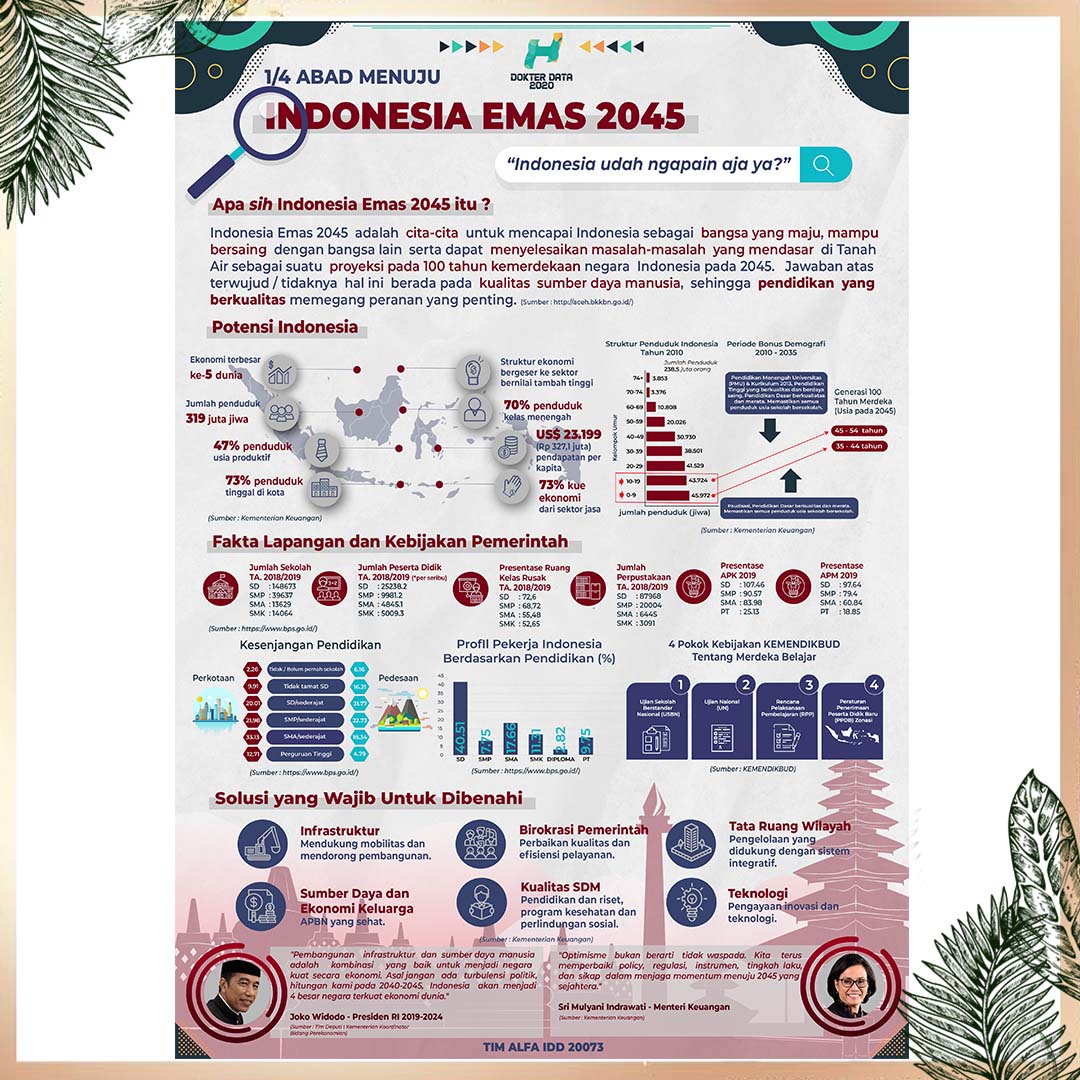 DOKTER DATA
2020
1/4 ABAD MENUJU
INDONESIA EMAS 2045
“Indonesia udah ngapain aja ya?”
Apa sih Indonesia Emas 2045 itu ?
Indonesia Emas 2045 adalah cita-cita untuk mencapai Indonesia sebagai bangsa yang maju, mampu
bersaing dengan bangsa lain serta dapat menyelesaikan masalah-masalah yang mendasar di Tanah
Air sebagai suatu proyeksi pada 100 tahun kemerdekaan negara Indonesia pada 2045. Jawaban atas
terwujud / tidaknya hal ini berada pada kualitas sumber daya manusia, sehingga pendidikan yang
berkualitas memegang peranan yang penting. (Sumber : http://aceh.bkkbn.go.id/)
Potensi Indonesia
Ekonomi terbesar
ke-5 dunia
Jumlah penduduk
319 juta jiwa
47% penduduk
usia produktif
73% penduduk
tinggal di kota
Struktur ekonomi
bergeser ke sektor
bernilai tambah tinggi
70% penduduk
kelas menengah
US$ 23.199
(Rp 327,1 juta)
pendapatan per
kapita
73% kue
ekonomi
dari sektor jasa
(Sumber : Kementerian Keuangan)
Struktur Penduduk Indonesia
Tahun 2010
Jumlah Penduduk
238,5 juta orang
Kelompok Umur
74+ 3.853
70-74 3.376
60-69 10.808
50-59 20.026
40-49 30.730
30-39 38.501
20-29 41.529
10-19 43.724
0-9 45.972
jumlah penduduk (jiwa)
Periode Bonus Demografi
2010 - 2035
Pendidikan Menengah Universitas
(PMU) & Kurikulum 2013, Pendidikan
Tinggi yang berkualitas dan berdaya
saing. Pendidikan Dasar berkualitas
dan merata. Memastikan semua
penduduk usia sekolah bersekolah.
Generasi 100
Tahun Merdeka
(Usia pada 2045)
45 - 54 tahun
35 - 44 tahun
Paudisasi, Pendidikan Dasar berkualitas dan merata.
Memastikan semua penduduk usia sekolah bersekolah.
(Sumber : Kementerian Keuangan)
Fakta Lapangan dan Kebijakan Pemerintah
Jumlah Sekolah
TA. 2018/2019
SD : 148673
SMP : 39637
SMA : 13629
SMK : 14064
Jumlah Peserta Didik
TA. 2018/2019 (*per seribu)
SD : 25238.2
SMP : 9981.2
SMA : 4845.1
SMK : 5009.3
Presentase Ruang
Kelas Rusak
TA. 2018/2019
SD : 72,6
SMP : 68,72
SMA : 55,48
SMK : 52,65
Jumlah
Perpustakaan
TA. 2018/2019
SD : 87968
SMP : 20004
SMA : 6445
SMK : 3091
Presentase
APK 2019
SD : 107.46
SMP : 90.57
SMA : 83.98
PT : 25.13
Presentase
APM 2019
SD : 97.64
SMP : 79.4
SMA : 60.84
PT : 18.85
(Sumber : https://www.bps.go.id/)
Kesenjangan Pendidikan
Perkotaan
Pedesaan
2.26 Tidak / Belum pernah sekolah 6.16
9.91 Tidak tamat SD 16.21
20.01 SD/sederajat 31.77
21.98 SMP/sederajat 22.73
33.13 SMA/sederajat 18.34
12.71 Perguruan Tinggi 4.79
(Sumber : https://www.bps.go.id/)
Profil Pekerja Indonesia
Berdasarkan Pendidikan (%)
45
40
35
30
25
20
15
10
5
0
40.51
7.75
17.66
11.31
2.82
9.75
SD SMP SMA SMK DIPLOMA PT
(Sumber : https://www.bps.go.id/)
4 Pokok Kebijakan KEMENDIKBUD
Tentang Merdeka Belajar
1
Ujian Sekolah
Berstandar
Nasional (USBN)
2
Ujian Naional
(UN)
3
Rencana
Pelaksanaan
Pembelajaran (RPP)
4
Peraturan
Penerimaan
Peserta Didik Baru
(PPDB) Zonasi
(Sumber : KEMENDIKBUD)
Solusi yang Wajib Untuk Dibenahi
Infrastruktur
Mendukung mobilitas dan
mendorong pembangunan.
Birokrasi Pemerintah
Perbaikan kualitas dan
efisiensi pelayanan.
Tata Ruang Wilayah
Pengelolaan yang
didukung dengan sistem
integratif.
Sumber Daya dan
Ekonomi Keluarga
APBN yang sehat.
Kualitas SDM
Pendidikan dan riset,
program kesehatan dan
perlindungan sosial.
Teknologi
Pengayaan inovasi dan
teknologi.
(Sumber : Kementerian Keuangan)
"Pembangunan infrastruktur dan sumber daya manusia
adalah kombinasi yang baik untuk menjadi negara
kuat secara ekonomi. Asal jangan ada turbulensi politik,
hitungan kami pada 2040-2045, Indonesia akan menjadi
4 besar negara terkuat ekonomi dunia."
Joko Widodo - Presiden RI 2019-2024
(Sumber : Tim Deputi I Kementerian Koordinator
Bidang Perekonomian)
"Optimisme bukan berarti tidak waspada. Kita terus
memperbaiki policy, regulasi, instrumen, tingkah laku,
dan sikap dalam menjaga momentum menuju 2045 yang
sejahtera."
Sri Mulyani Indrawati - Menteri Keuangan
(Sumber : Kementerian Keuangan)
TIM ALFA IDD 20073